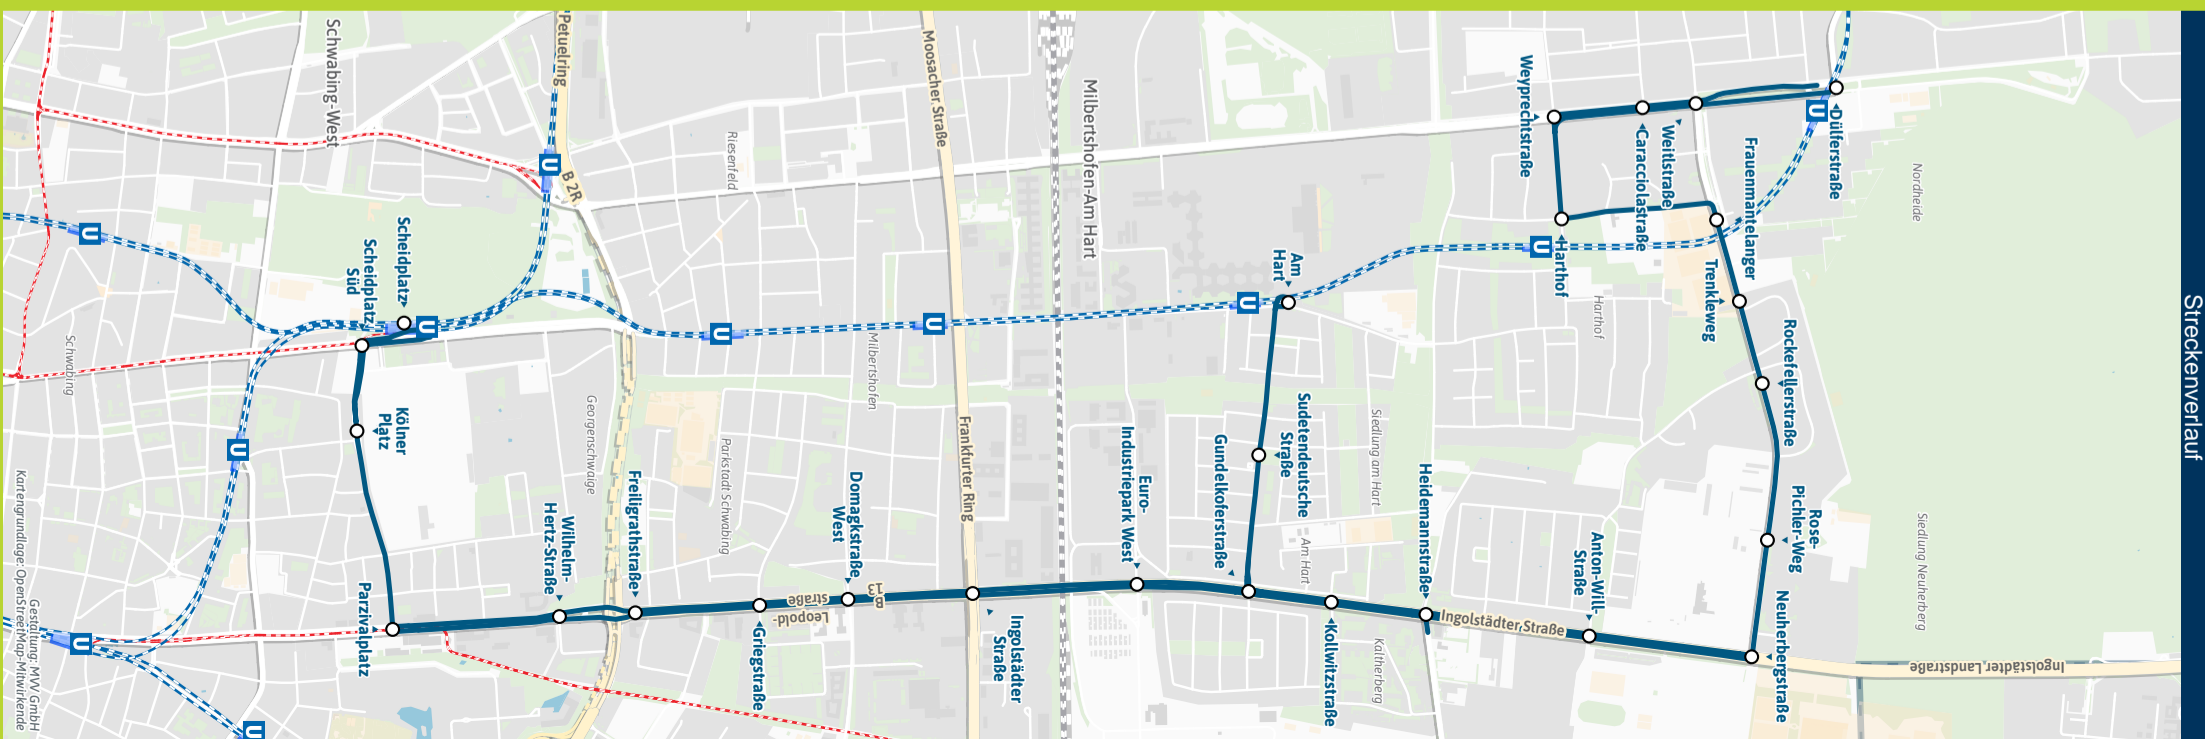 Streckenverlauf
Schwabing-West
Petuelring
B 2R
Moosacher Straße
Riesenfeld
Milbertshofen-Am Hart
Weyprechtstraße
Caracciolastraße
Weitlstraße
Frauenmantelanger
Dülferstraße
Nordheide
Harthof
Harthof
Trenkleweg
Rockefellerstraße
Rose-
Pichler-Weg
Neuherbergstraße
Siedlung Neuherberg
Ingolstädter Landstraße
Am
Hart
Sudetendeutsche
Straße
Gundelkoferstraße
Siedlung am Hart
Am Hart
Heidemannstraße
Ingolstädter Straße
Anton-Will-
Straße
Kollwitzstraße
Kaltherberg
Euro-
Industriepark West
Frankfurter Ring
Ingolstädter
Straße
Milbertshofen
Domagkstraße
West
B
13
Leopold-
straße
Griegstraße
Parkstadt Schwabing
Freiligrathstraße
Georgenschwaige
Wilhelm-
Hertz-Straße
Parzivalplatz
Kölner
Platz
Scheidplatz
Scheidplatz
Süd
Schwabing
U
U
U
U
U
U
U
U
U
U
U
Kartengrundlage: OpenStreetMap-Mitwirkende
Gestaltung: MVV GmbH